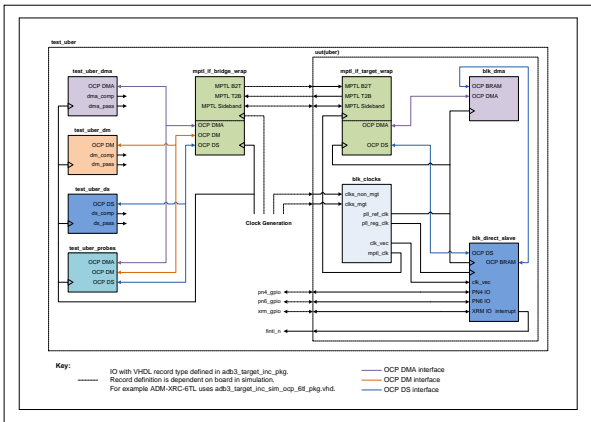 test_uber
uut(uber)
test_uber_dma
OCP DMA
dma_comp
dma_pass
test_uber_dm
OCP DM
dm_comp
dm_pass
test_uber_ds
OCP DS
ds_comp
ds_pass
test_uber_probes
OCP DMA
OCP DM
OCP DS
mptl_if_bridge_wrap
MPTL B2T
MPTL T2B
MPTL Sideband
OCP DMA
OCP DM
OCP DS
Clock Generation
mptl_if_target_wrap
MPTL B2T
MPTL T2B
MPTL Sideband
OCP DMA
OCP DS
blk_clocks
clks_non_mgt
clks_mgt
pll_ref_clk
pll_reg_clk
clk_vec
mptl_clk
blk_dma
OCP BRAM
OCP DMA
blk_direct_slave
OCP DS
OCP BRAM
clk_vec
PN4 IO
PN6 IO
XRM IO interrupt
pn4_gpio
pn6_gpio
xrm_gpio
finti_n
Key:
IO with VHDL record type defined in adb3_target_inc_pkg.
Record definition is dependent on board in simulation.
For example ADM-XRC-6TL uses adb3_target_inc_sim_ocp_6tl_pkg.vhd.
OCP DMA interface
OCP DM interface
OCP DS interface